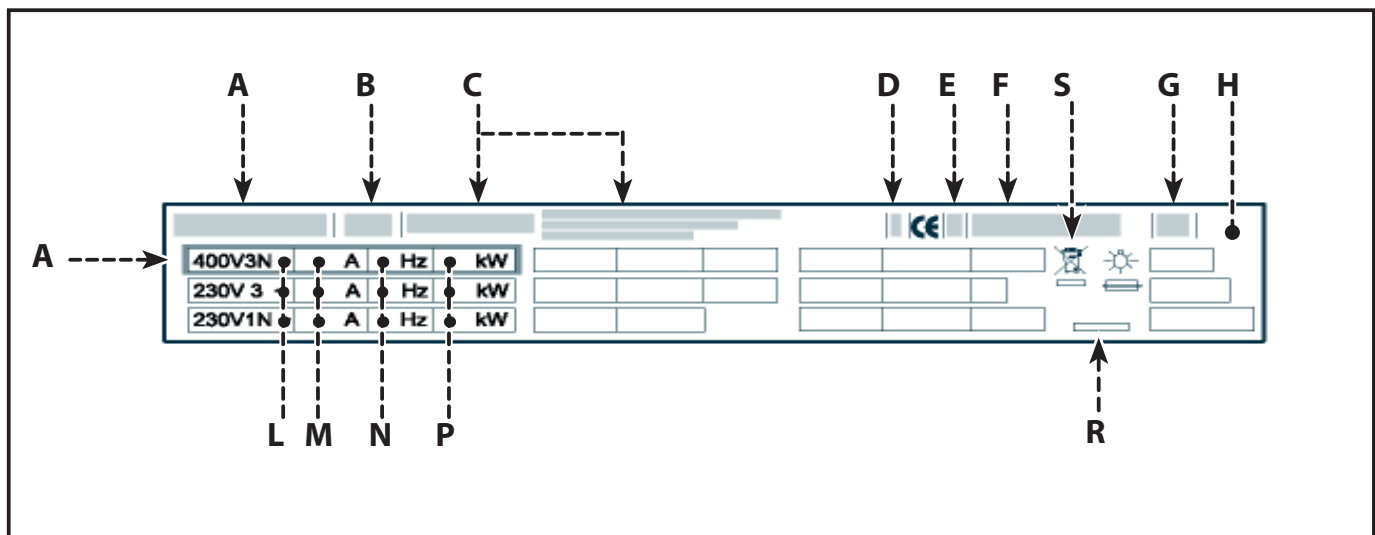 A B C D E F S G H
CE
A
400V3N A Hz kW
230V 3 A Hz kW
230V1N A Hz kW
L M N P R